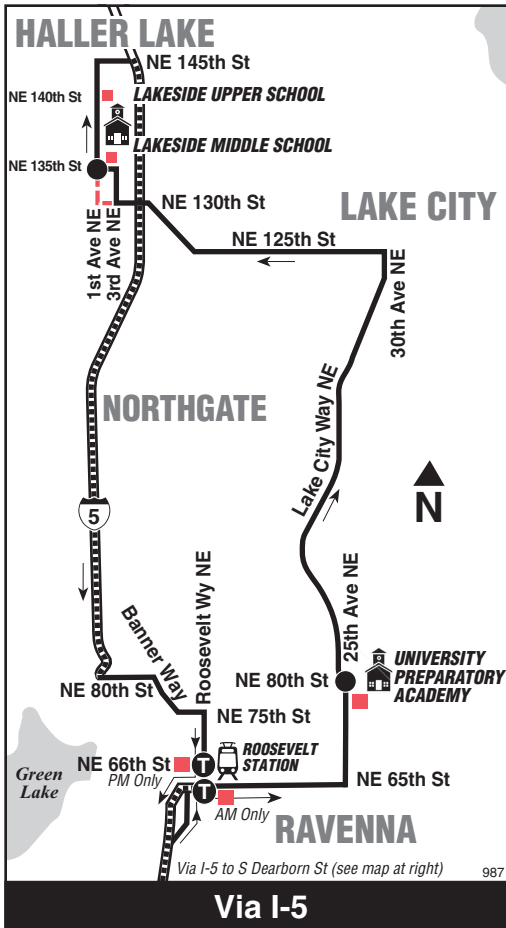 HALLER LAKE
NE 145th St
NE 140th St
LAKESIDE UPPER SCHOOL
LAKESIDE MIDDLE SCHOOL
NE 135th St
NE 130th St
LAKE CITY
1st Ave NE
3rd Ave NE
NE 125th St
30th Ave NE
NORTHGATE
Lake City Way NE
N
5
Roosevelt Wy NE
Banner Way
25th Ave NE
NE 80th St
NE 80th St
UNIVERSITY
PREPARATORY
ACADEMY
NE 75th St
NE 66th St
T
ROOSEVELT
STATION
PM Only
Green
Lake
T
NE 65th St
AM Only
RAVENNA
Via I-5 to S Dearborn St (see map at right)
987
Via I-5